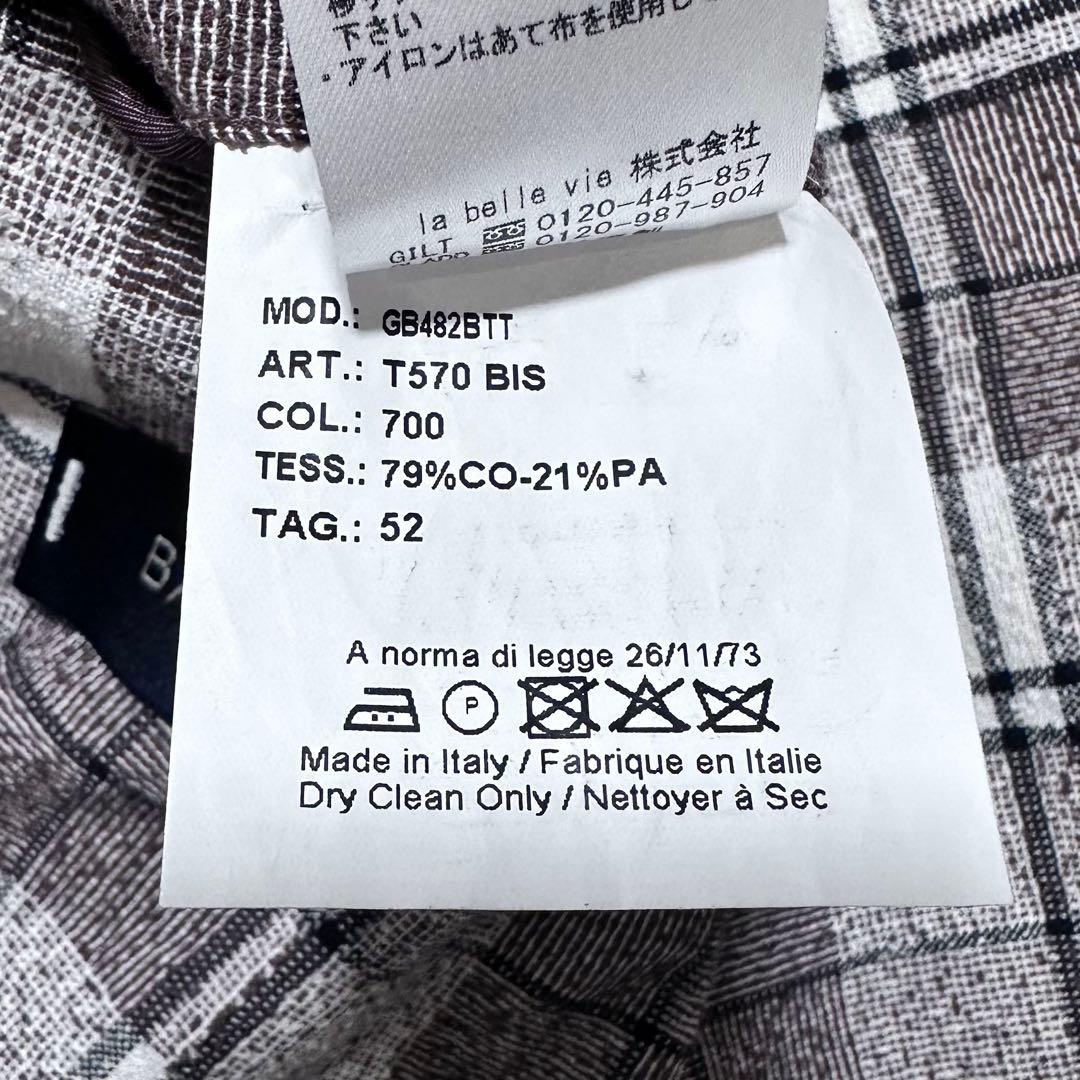 下さい
・アイロンはあて布を使用し
la belle vie 株式会社
GILT 0120-445-857
0120-987-904
MOD.: GB482BTT
ART.: T570 BIS
COL.: 700
TESS.: 79%CO-21%PA
TAG.: 52
A norma di legge 26/11/73
P
Made in Italy / Fabrique en Italie
Dry Clean Only / Nettoyer à Sec